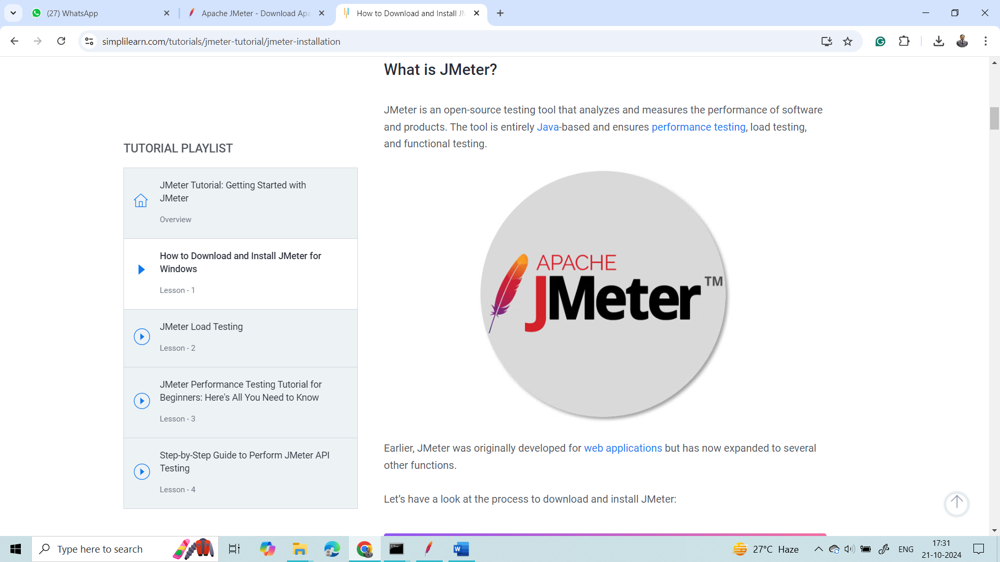 (27) WhatsApp
Apache JMeter - Download Apa
How to Download and Install JM
simplilearn.com/tutorials/jmeter-tutorial/jmeter-installation
What is JMeter?
JMeter is an open-source testing tool that analyzes and measures the performance of software
and products. The tool is entirely Java-based and ensures performance testing, load testing,
and functional testing.
TUTORIAL PLAYLIST
JMeter Tutorial: Getting Started with
JMeter
Overview
How to Download and Install JMeter for
Windows
Lesson - 1
JMeter Load Testing
Lesson - 2
JMeter Performance Testing Tutorial for
Beginners: Here's All You Need to Know
Lesson - 3
Step-by-Step Guide to Perform JMeter API
Testing
Lesson - 4
APACHE
JMeter TM
Earlier, JMeter was originally developed for web applications but has now expanded to several
other functions.
Let’s have a look at the process to download and install JMeter:
Type here to search
27°C Haze
ENG
17:31
21-10-2024